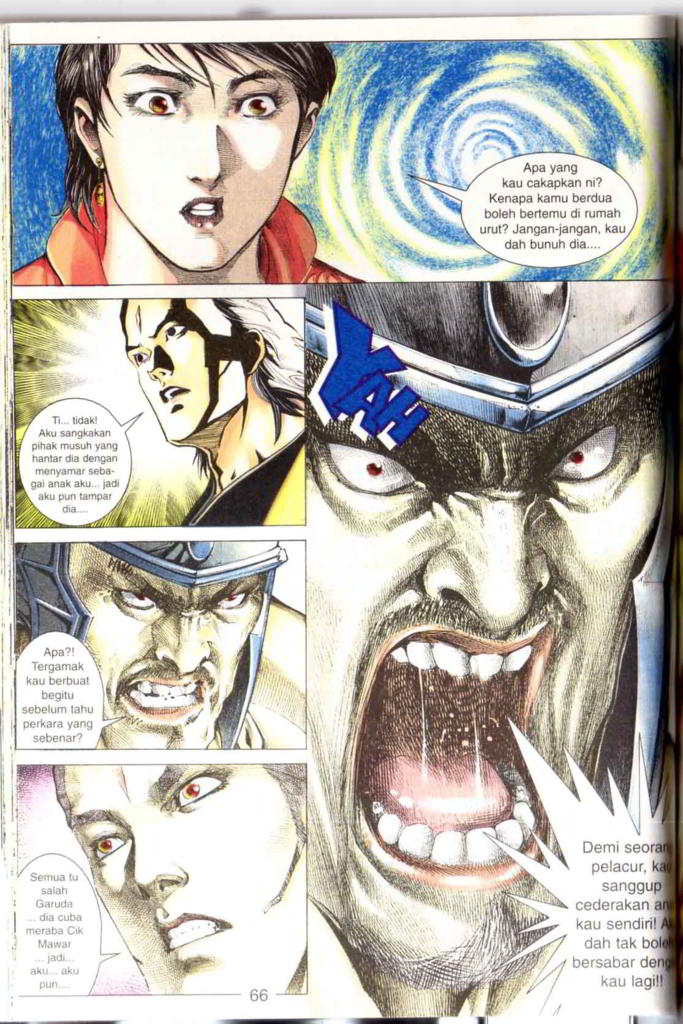 Apa yang
kau cakapkan ni?
Kenapa kamu berdua
boleh bertemu di rumah
urut? Jangan-jangan, kau
dah bunuh dia....
Ti... tidak!
Aku sangkakan
pihak musuh yang
hantar dia dengan
menyamar seba-
gai anak aku... jadi
aku pun tampar
dia....
YAH
Apa?!
Tergamak
kau berbuat
begitu
sebelum tahu
perkara yang
sebenar?
Semua tu
salah
Garuda
... dia cuba
meraba Cik
Mawar
... jadi...
aku... aku
pun....
Demi seoran
pelacur, ka
sanggup
cederakan an
kau sendiri! A
dah tak bole
bersabar deng
kau lagi!!
66